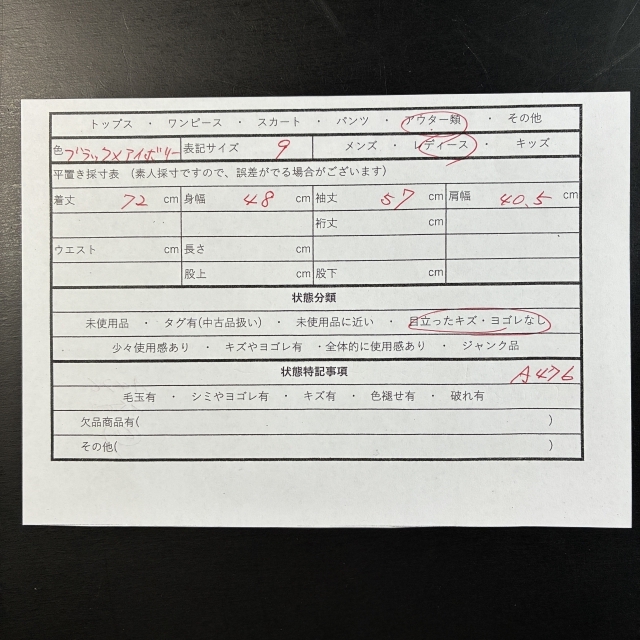 トップス ・ ワンピース ・ スカート ・ パンツ ・ アウター類 ・ その他
色 ブラック×アイボリー 表記サイズ 9 メンズ ・ レディース ・ キッズ
平置き採寸表 （素人採寸ですので、誤差がでる場合がございます）
着丈 72 cm 身幅 48 cm 袖丈 57 cm 肩幅 40.5 cm
裄丈 cm
ウエスト cm 長さ cm
股上 cm 股下 cm
状態分類
未使用品 ・ タグ有(中古品扱い) ・ 未使用品に近い ・ 目立ったキズ・ヨゴレなし
少々使用感あり ・ キズやヨゴレ有 ・全体的に使用感あり ・ ジャンク品
状態特記事項 A476
毛玉有 ・ シミやヨゴレ有 ・ キズ有 ・ 色褪せ有 ・ 破れ有
欠品商品有( )
その他( )